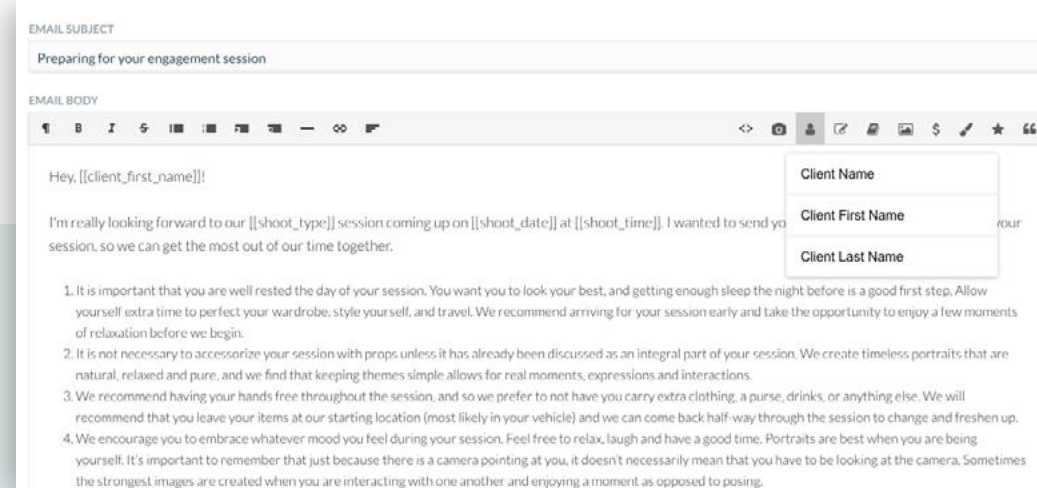 EMAIL SUBJECT
Preparing for your engagement session
EMAIL BODY
Hey, [[client_first_name]]!
Client Name
Client First Name
Client Last Name
I'm really looking forward to our [[shoot_type]] session coming up on [[shoot_date]] at [[shoot_time]]. I wanted to send your
session, so we can get the most out of our time together.
1. It is important that you are well rested the day of your session. You want you to look your best, and getting enough sleep the night before is a good first step. Allow
yourself extra time to perfect your wardrobe, style yourself, and travel. We recommend arriving for your session early and take the opportunity to enjoy a few moments
of relaxation before we begin.
2. It is not necessary to accessorize your session with props unless it has already been discussed as an integral part of your session. We create timeless portraits that are
natural, relaxed and pure, and we find that keeping themes simple allows for real moments, expressions and interactions.
3. We recommend having your hands free throughout the session, and so we prefer to not have you carry extra clothing, a purse, drinks, or anything else. We will
recommend that you leave your items at our starting location (most likely in your vehicle) and we can come back half-way through the session to change and freshen up.
4. We encourage you to embrace whatever mood you feel during your session. Feel free to relax, laugh and have a good time. Portraits are best when you are being
yourself. It's important to remember that just because there is a camera pointing at you, it doesn't necessarily mean that you have to be looking at the camera. Sometimes
the strongest images are created when you are interacting with one another and enjoying a moment as opposed to posing.